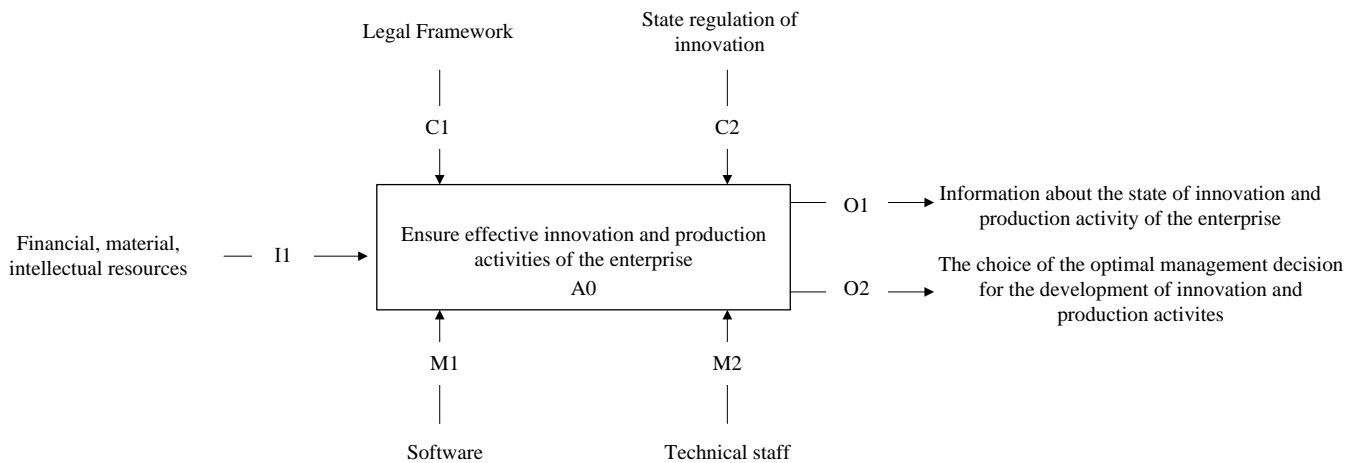 Legal Framework
State regulation of
innovation
C1
C2
Financial, material,
intellectual resources
I1
Ensure effective innovation and production
activities of the enterprise
A0
O1
Information about the state of innovation and
production activity of the enterprise
O2
The choice of the optimal management decision
for the development of innovation and
production activites
M1
M2
Software
Technical staff